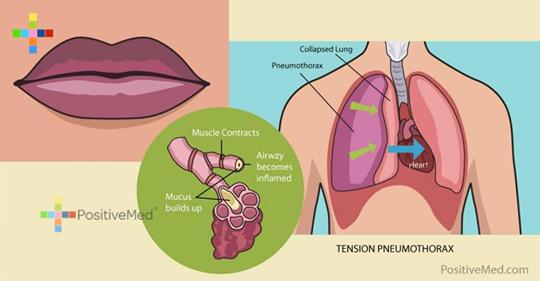 Collapsed Lung
Pneumothorax
Muscle Contracts
Airwzy
becomes
inflamed
Mucus
builds up
Heart
PositiveMed
TENSION PNEUMOTHORAX
PositiveMed.com